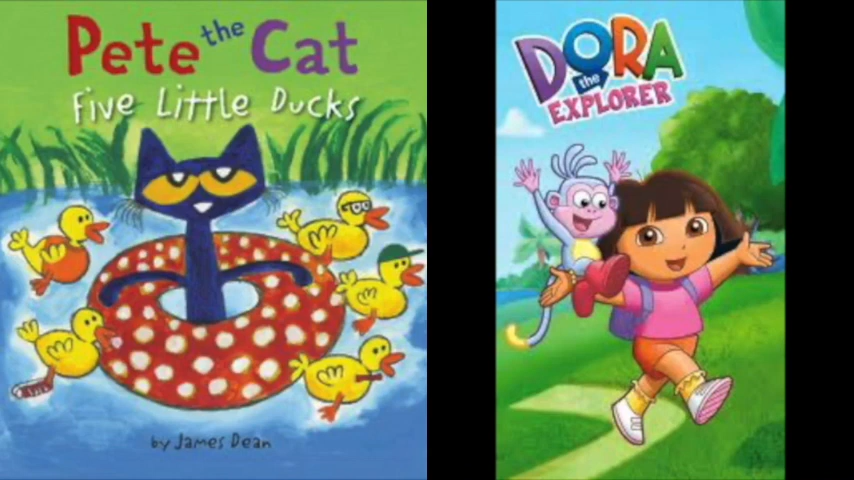 Pete the Cat
Five Little Ducks
by James Dean
DORA
the
EXPLORER